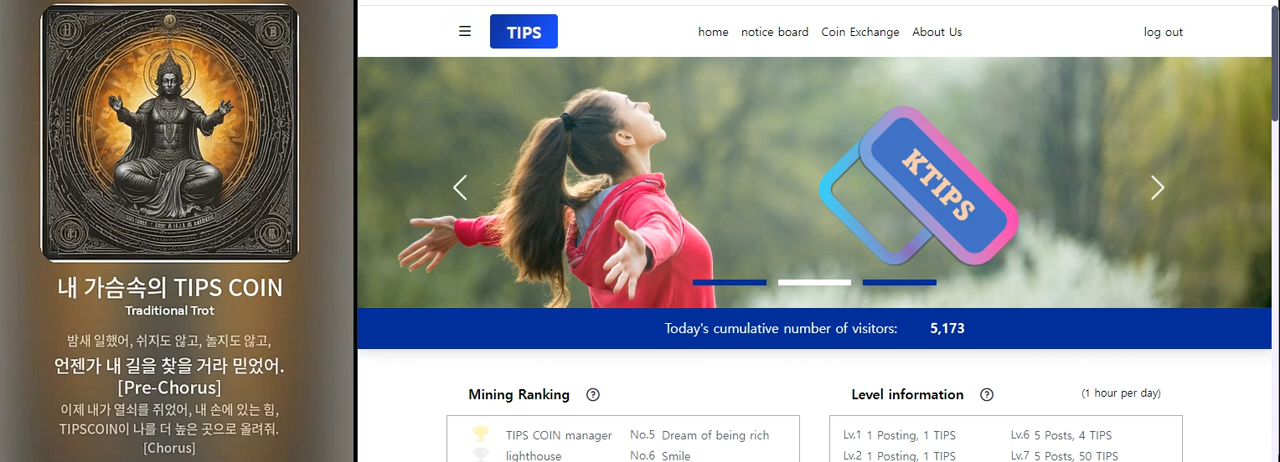 내 가슴속의 TIPS COIN
Traditional Trot
밤새 일했어, 쉬지도 않고, 놀지도 않고,
언젠가 내 길을 찾을 거라 믿었어.
[Pre-Chorus]
이제 내가 열쇠를 쥐었어, 내 손에 있는 힘,
TIPSCOIN이 나를 더 높은 곳으로 올려줘.
[Chorus]
TIPS
home notice board Coin Exchange About Us
log out
KTIPS
Today's cumulative number of visitors: 5,173
Mining Ranking ?
TIPS COIN manager No.5 Dream of being rich
lighthouse No.6 Smile
Level information ? (1 hour per day)
Lv.1 1 Posting, 1 TIPS Lv.6 5 Posts, 4 TIPS
Lv.2 1 Posting, 1 TIPS Lv.7 5 Posts, 50 TIPS